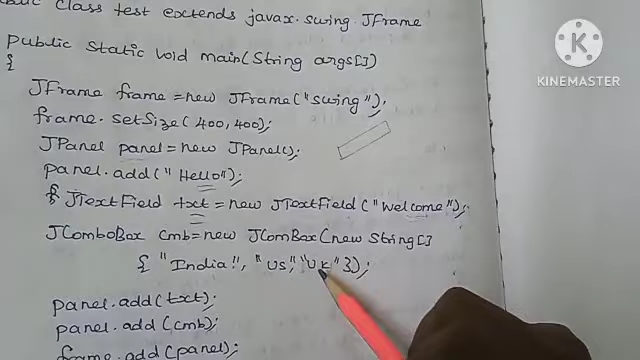 class test extends javax.swing.JFrame
public static void main(String args[])
{
JFrame frame =new JFrame("swing");
frame.setSize(400,400);
JPanel panel=new JPanel();
panel.add("Hello");
{ JTextField txt =new JTextField("Welcome");
JComboBox cmb=new JComBax(new String[]
{ "India!", "US", "UK" });
panel.add(txt);
panel.add(cmb);
frame.add(panel);
KINEMASTER